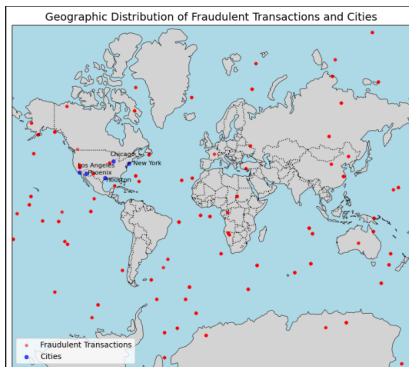 Geographic Distribution of Fraudulent Transactions and Cities
Chicago
New York
Los Angeles
Phoenix
Houston
Fraudulent Transactions
Cities